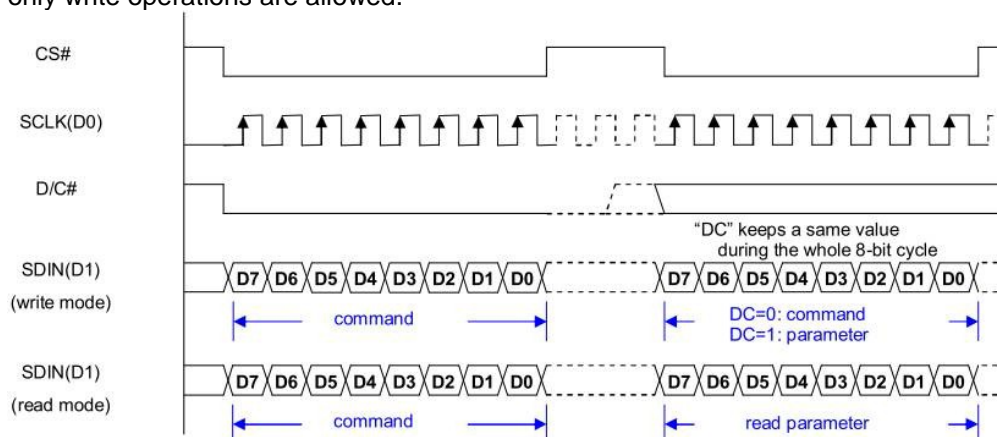 only write operations are allowed.
CS#
SCLK(D0)
D/C#
"DC" keeps a same value
during the whole 8-bit cycle
SDIN(D1)
(write mode)
D7 D6 D5 D4 D3 D2 D1 D0 D7 D6 D5 D4 D3 D2 D1 D0
command
DC=0: command
DC=1: parameter
SDIN(D1)
(read mode)
D7 D6 D5 D4 D3 D2 D1 D0 D7 D6 D5 D4 D3 D2 D1 D0
command read parameter